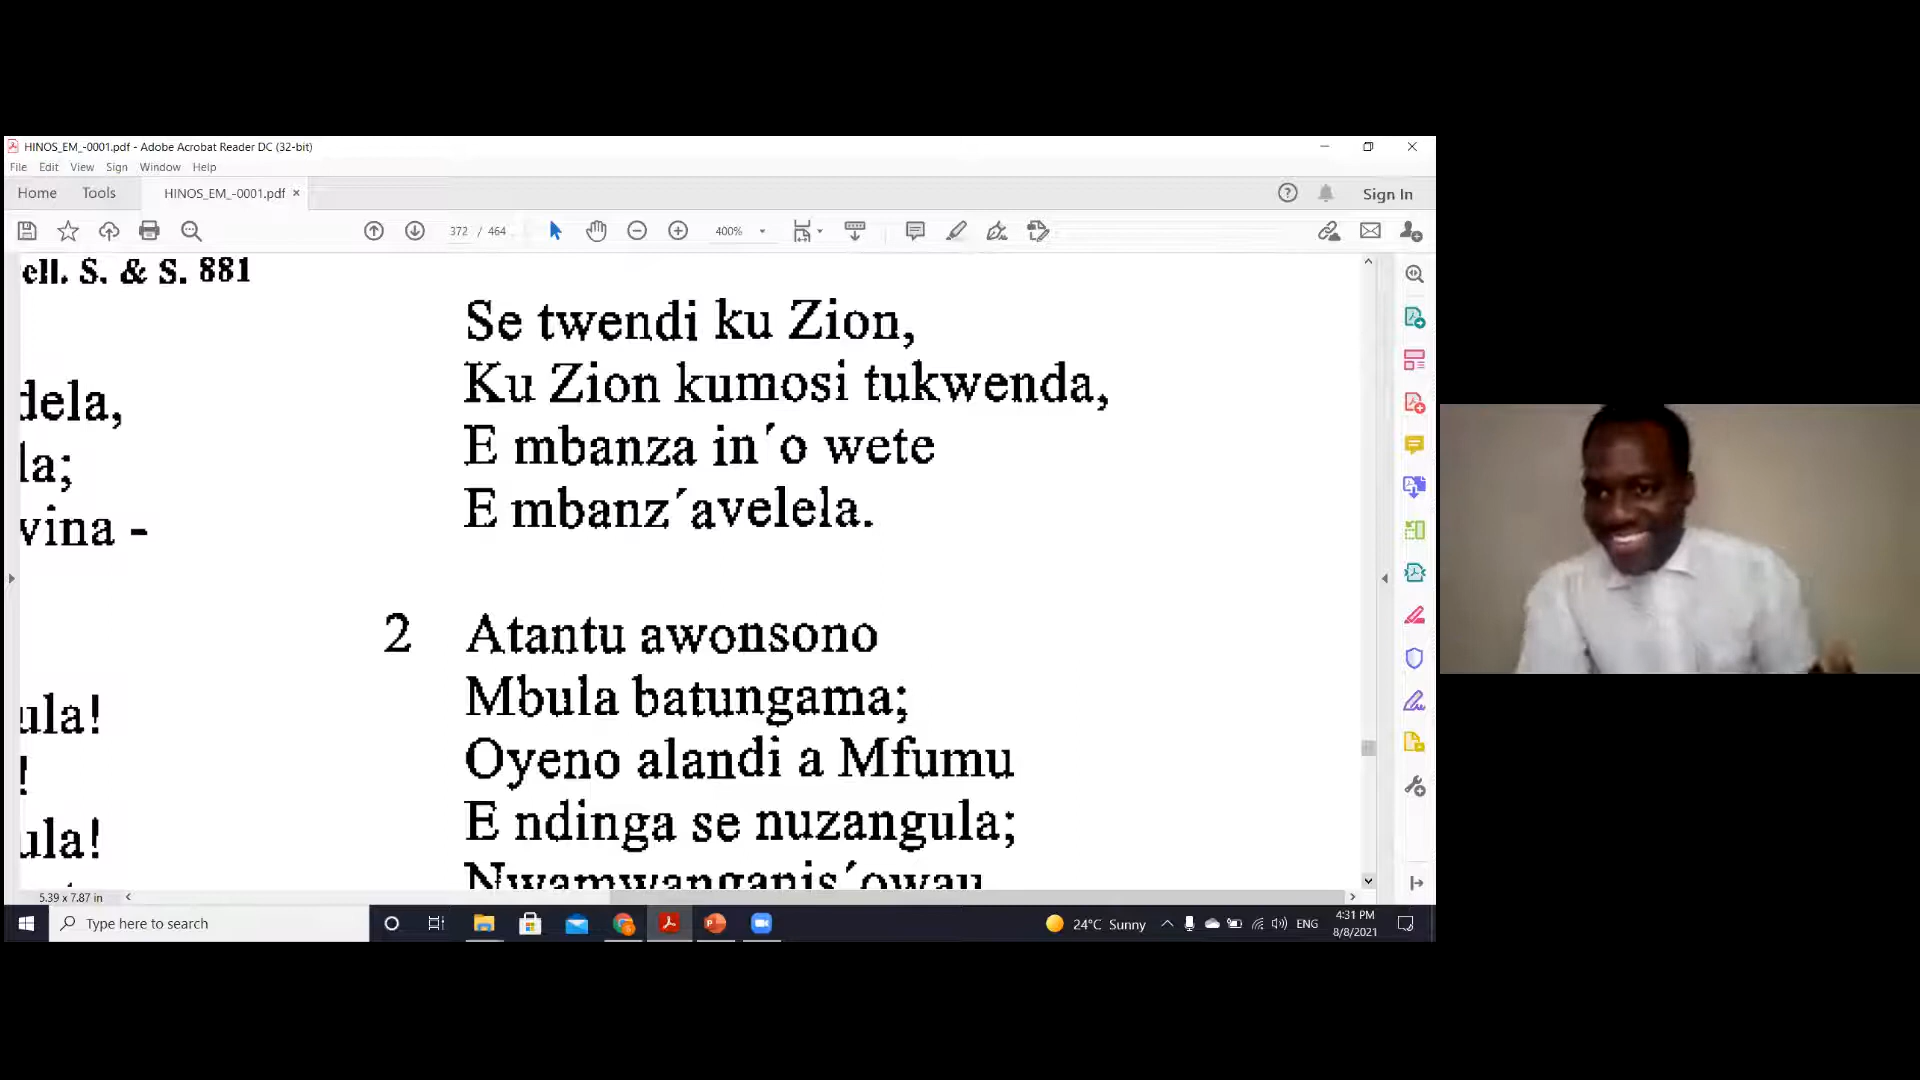 HINOS_EM_-0001.pdf - Adobe Acrobat Reader DC (32-bit)
File Edit View Sign Window Help
Home Tools HINOS_EM_-0001.pdf × Sign In
372 / 464 400%
ell. S. & S. 881
dela,
la;
vina -
ula!
!
ula!
Se twendi ku Zion,
Ku Zion kumosi tukwenda,
E mbanza in´o wete
E mbanz´avelela.
2 Atantu awonsono
Mbula batungama;
Oyeno alandi a Mfumu
E ndinga se nuzangula;
Nwamwanganis´owau
5.39 x 7.87 in
Type here to search
24°C Sunny
ENG
4:31 PM
8/8/2021